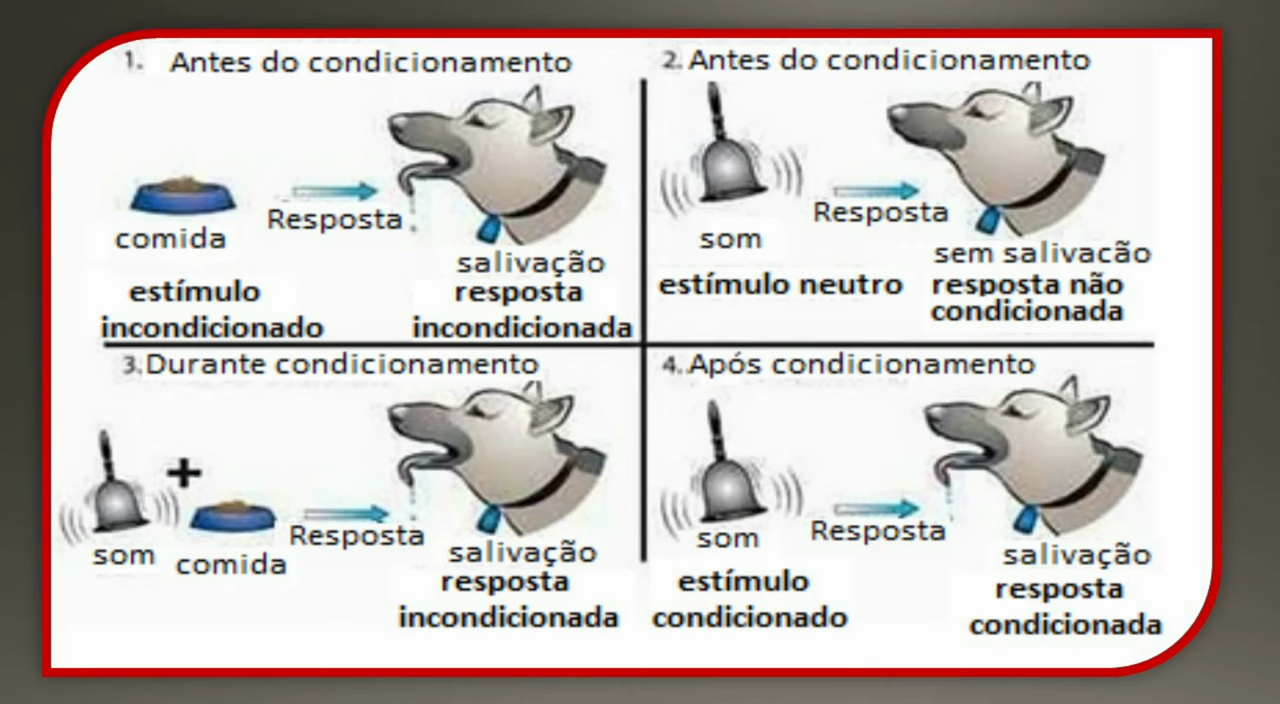 1. Antes do condicionamento
comida
Resposta
salivação
estímulo
incondicionado
resposta
incondicionada
2. Antes do condicionamento
som
Resposta
sem salivacão
estímulo neutro
resposta não
condicionada
3. Durante condicionamento
+
som
comida
Resposta
salivação
resposta
incondicionada
4. Após condicionamento
som
Resposta
salivação
estímulo
condicionado
resposta
condicionada